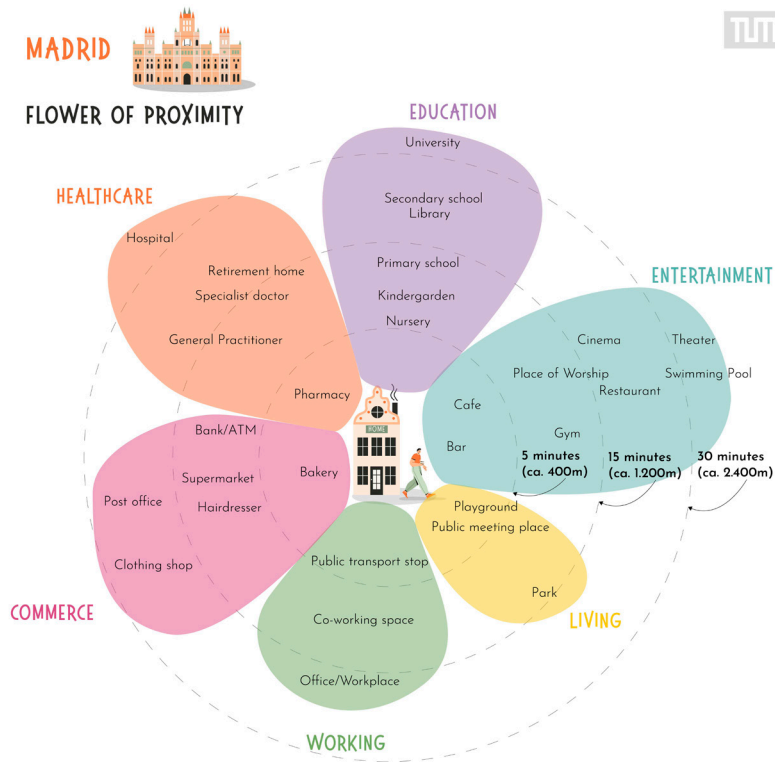 MADRID
FLOWER OF PROXIMITY
EDUCATION
University
Secondary school
Library
Primary school
Kindergarden
Nursery
HEALTHCARE
Hospital
Retirement home
Specialist doctor
General Practitioner
Pharmacy
ENTERTAINMENT
Cinema
Theater
Place of Worship
Swimming Pool
Restaurant
Cafe
Gym
Bar
5 minutes
(ca. 400m)
15 minutes
(ca. 1.200m)
30 minutes
(ca. 2.400m)
HOME
Bank/ATM
Supermarket
Bakery
Post office
Hairdresser
Clothing shop
COMMERCE
Playground
Public meeting place
Park
LIVING
Public transport stop
Co-working space
Office/Workplace
WORKING